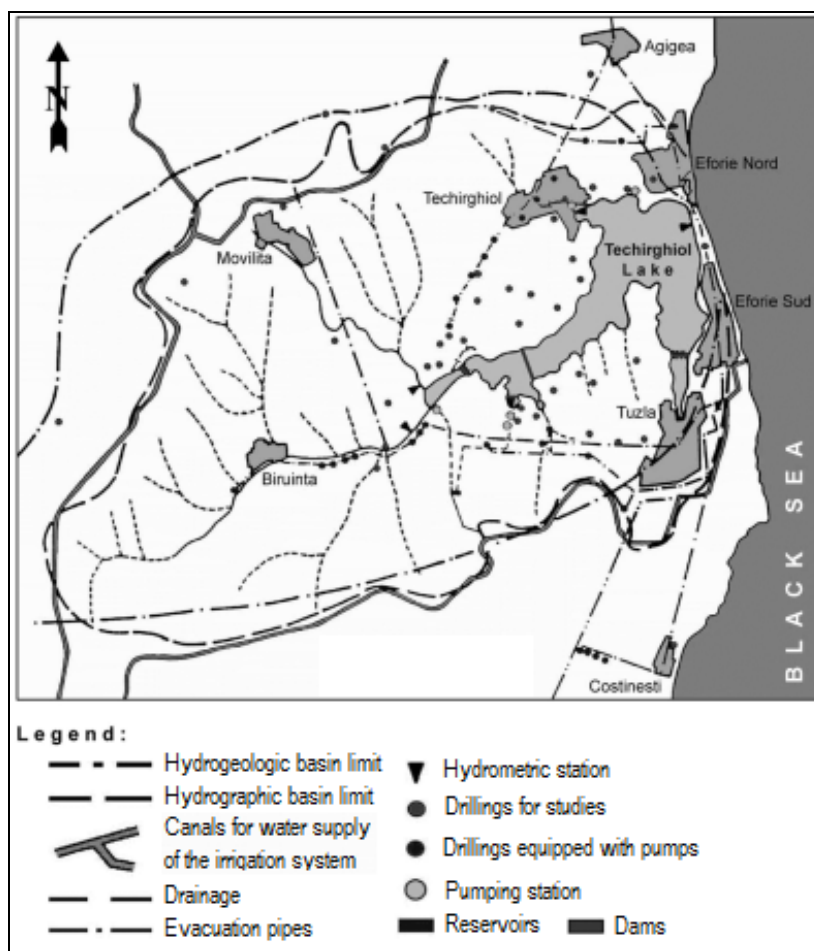 N
Agigea
Eforie Nord
Techirghiol
Techirghiol
Lake
Movilita
Eforie Sud
Tuzla
Biruinta
BLACK SEA
Costinesti
Legend:
Hydrogeologic basin limit
Hydrographic basin limit
Canals for water supply
of the irrigation system
Drainage
Evacuation pipes
Hydrometric station
Drillings for studies
Drillings equipped with pumps
Pumping station
Reservoirs
Dams